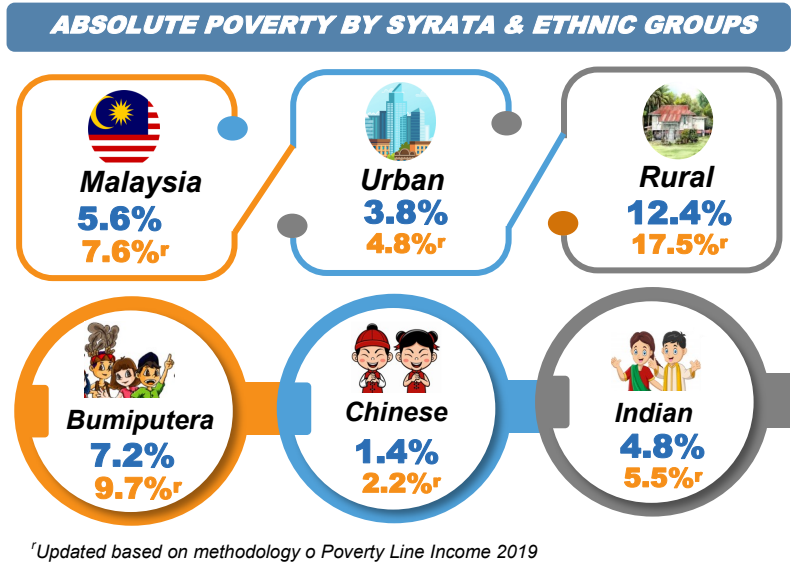 ABSOLUTE POVERTY BY SYRATA & ETHNIC GROUPS
Malaysia
5.6%
7.6%r
Urban
3.8%
4.8%r
Rural
12.4%
17.5%r
Bumiputera
7.2%
9.7%r
Chinese
1.4%
2.2%r
Indian
4.8%
5.5%r
rUpdated based on methodology o Poverty Line Income 2019